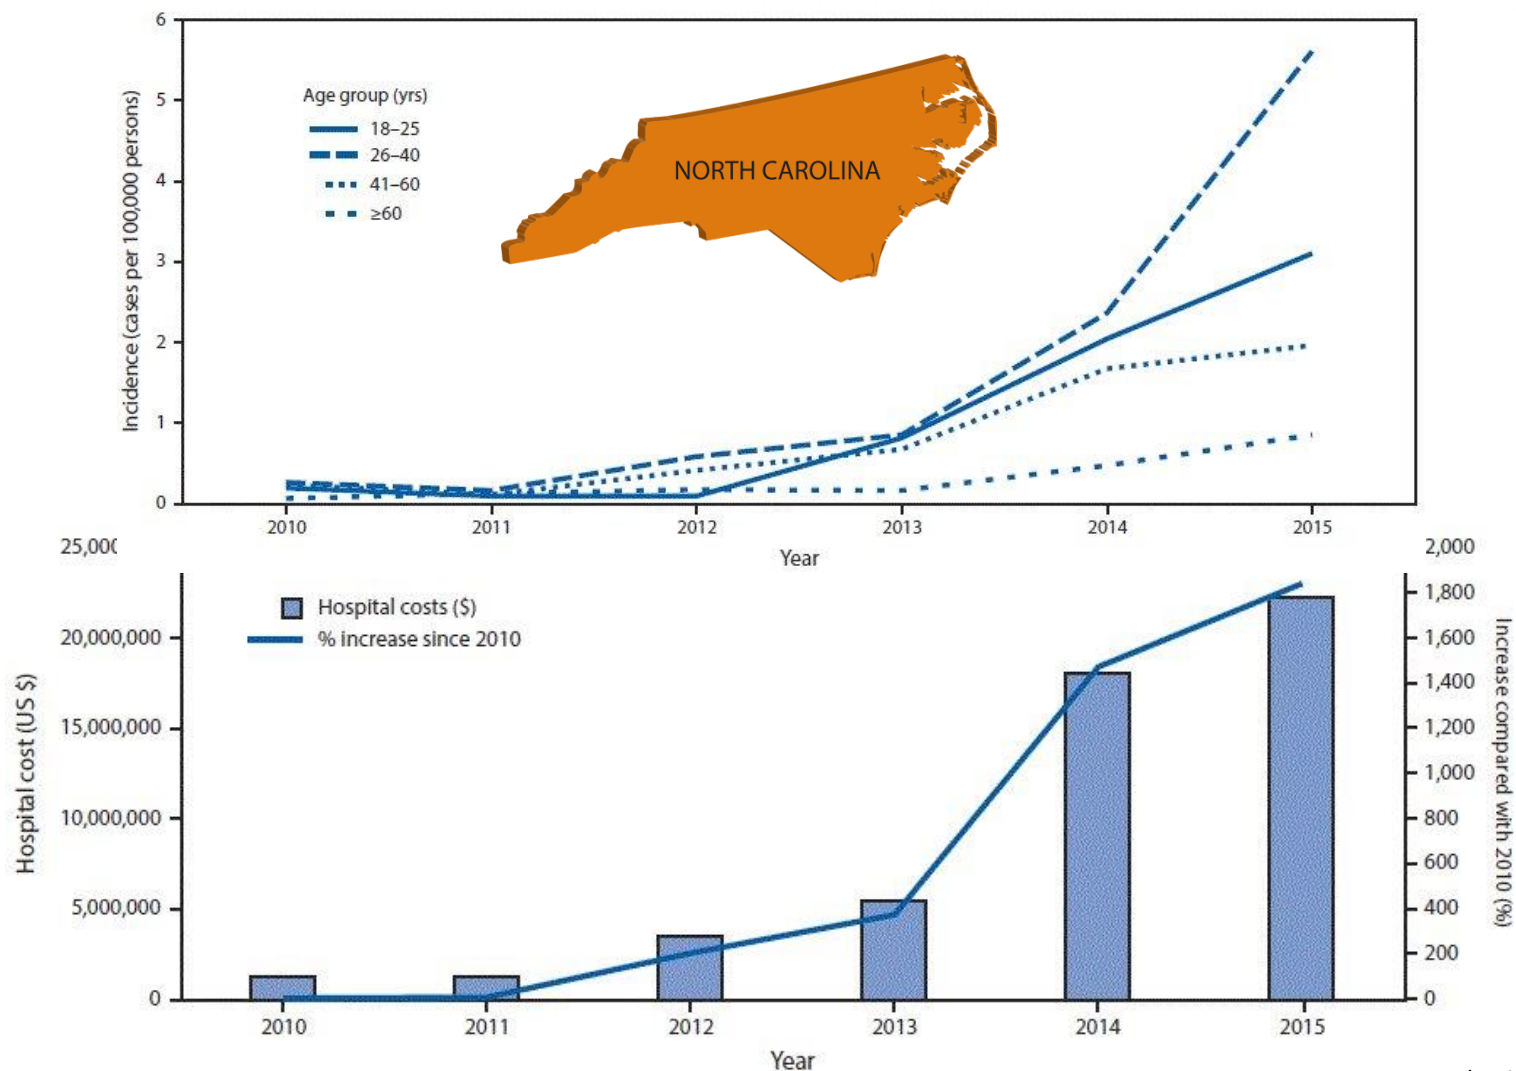 6
5
4
3
2
1
0
Incidence (cases per 100,000 persons)
Age group (yrs)
18–25
26–40
41–60
≥60
NORTH CAROLINA
2010 2011 2012 2013 2014 2015
Year
25,00
2,000
Hospital costs ($)
% increase since 2010
20,000,000
15,000,000
10,000,000
5,000,000
0
Hospital cost (US $)
1,800
1,600
1,400
1,200
1,000
800
600
400
200
0
Increase compared with 2010 (%)
2010 2011 2012 2013 2014 2015
Year